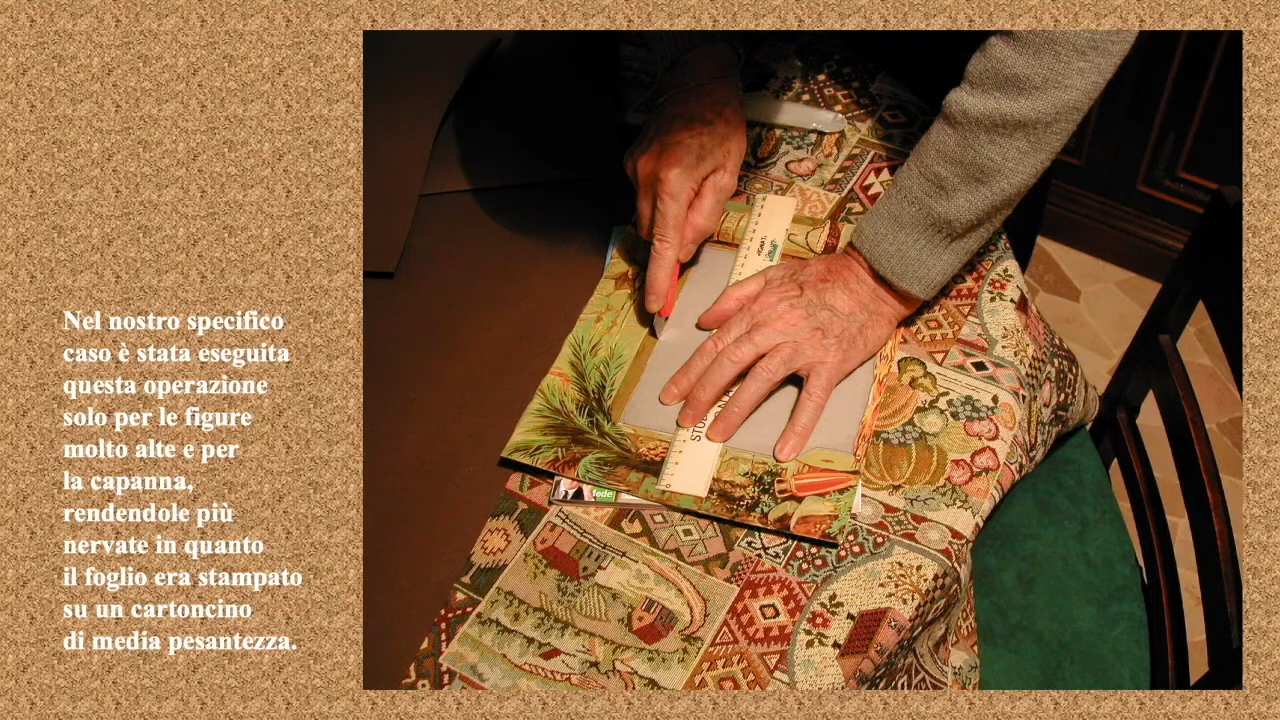 Nel nostro specifico
caso è stata eseguita
questa operazione
solo per le figure
molto alte e per
la capanna,
rendendole più
nervate in quanto
il foglio era stampato
su un cartoncino
di media pesantezza.
fede